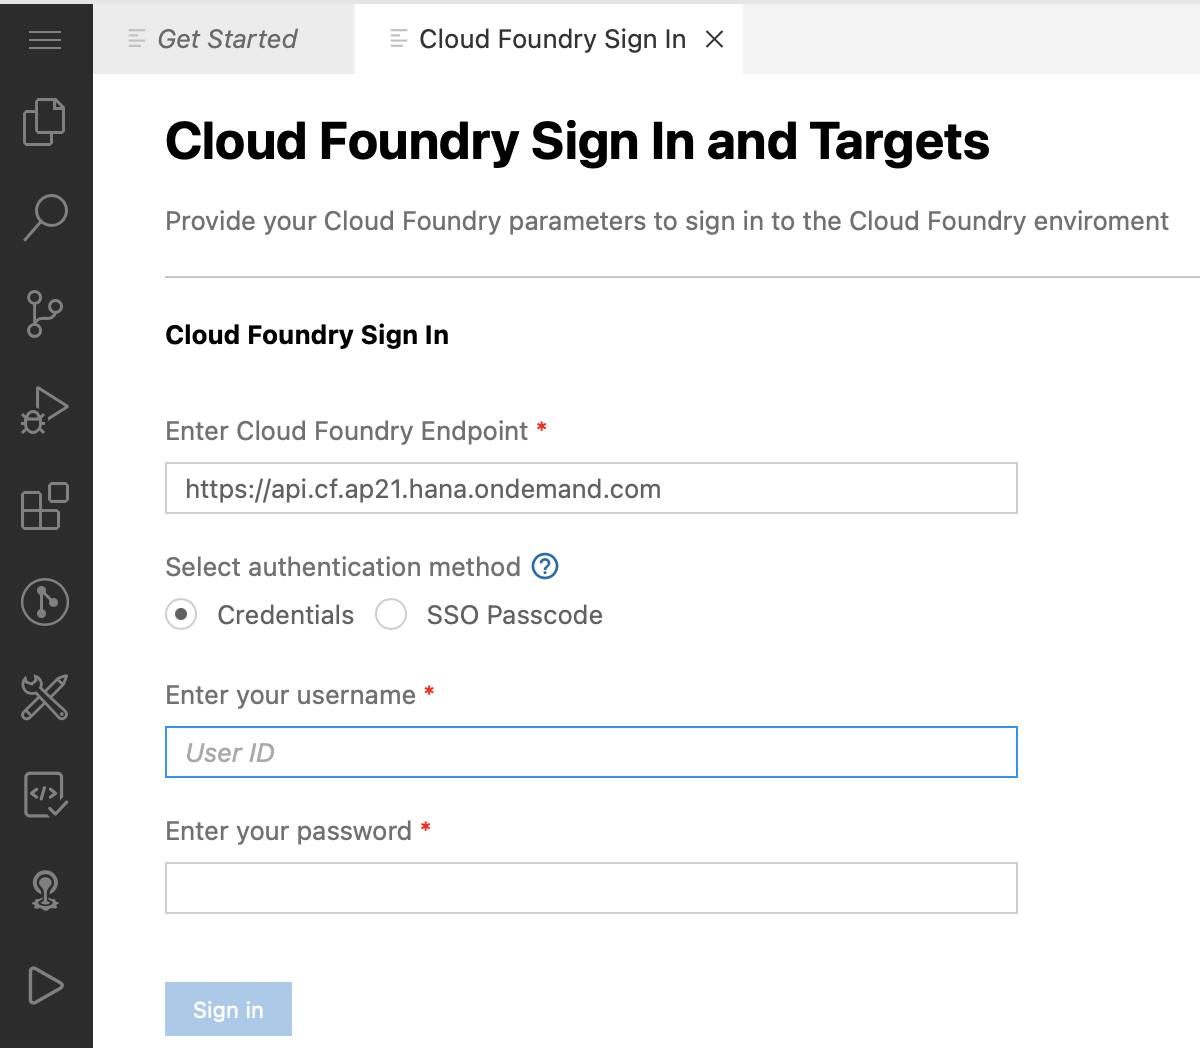 Get Started
Cloud Foundry Sign In
Cloud Foundry Sign In and Targets
Provide your Cloud Foundry parameters to sign in to the Cloud Foundry enviroment
Cloud Foundry Sign In
Enter Cloud Foundry Endpoint *
https://api.cf.ap21.hana.ondemand.com
Select authentication method ?
Credentials SSO Passcode
Enter your username *
User ID
Enter your password *
Sign in